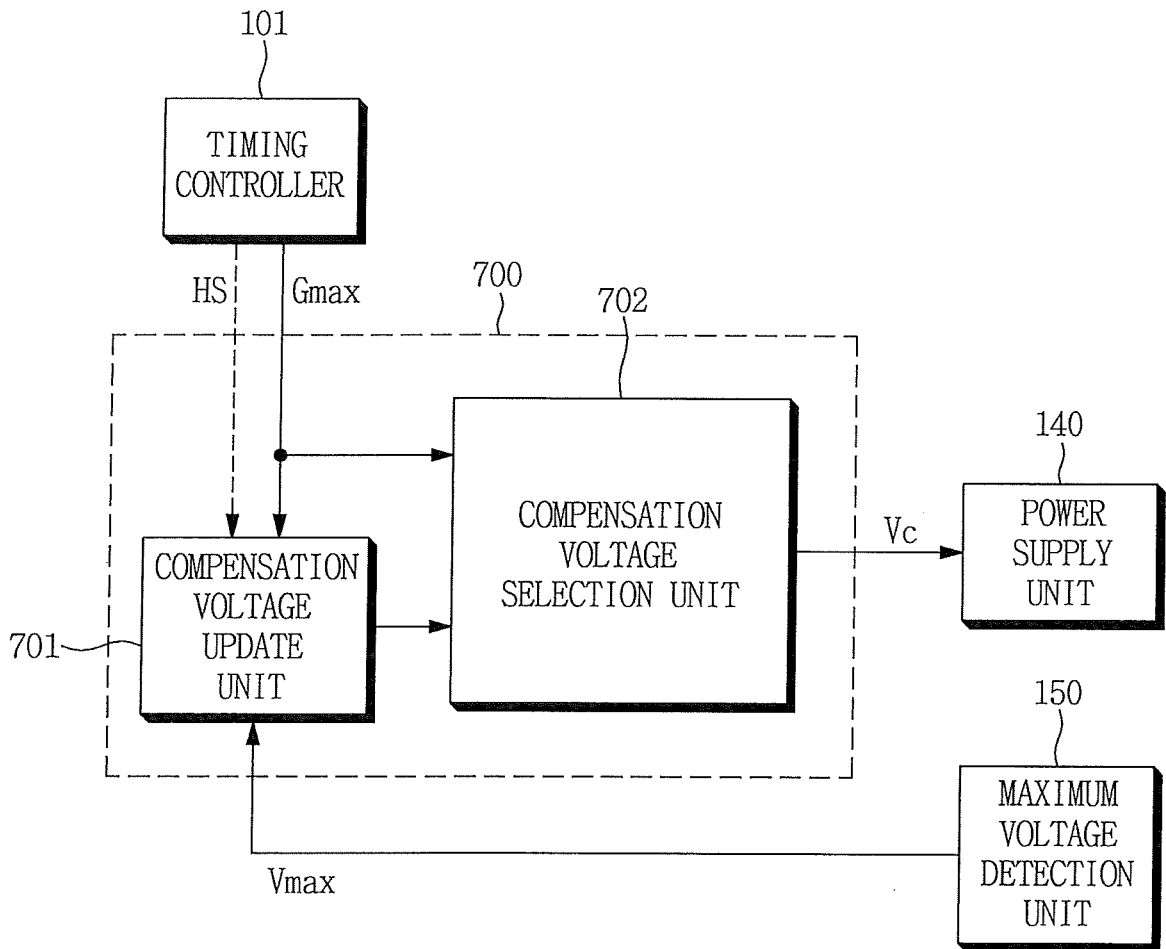 101
TIMING
CONTROLLER
HS
Gmax
700
702
COMPENSATION
VOLTAGE
SELECTION UNIT
Vc
140
POWER
SUPPLY
UNIT
COMPENSATION
VOLTAGE
UPDATE
UNIT
701
150
MAXIMUM
VOLTAGE
DETECTION
UNIT
Vmax